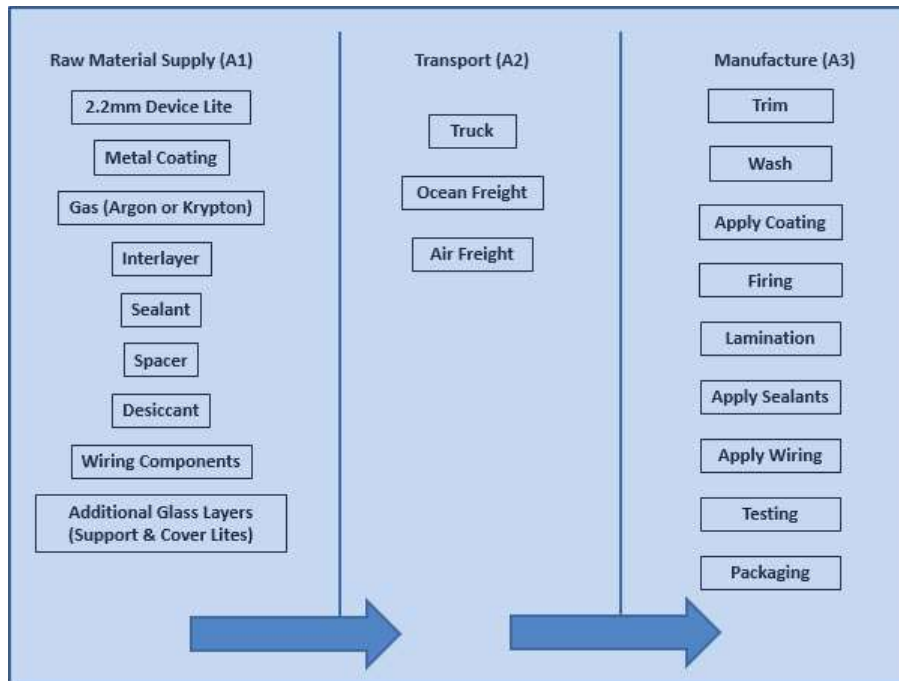 Raw Material Supply (A1)
2.2mm Device Lite
Metal Coating
Gas (Argon or Krypton)
Interlayer
Sealant
Spacer
Desiccant
Wiring Components
Additional Glass Layers
(Support & Cover Lites)
Transport (A2)
Truck
Ocean Freight
Air Freight
Manufacture (A3)
Trim
Wash
Apply Coating
Firing
Lamination
Apply Sealants
Apply Wiring
Testing
Packaging